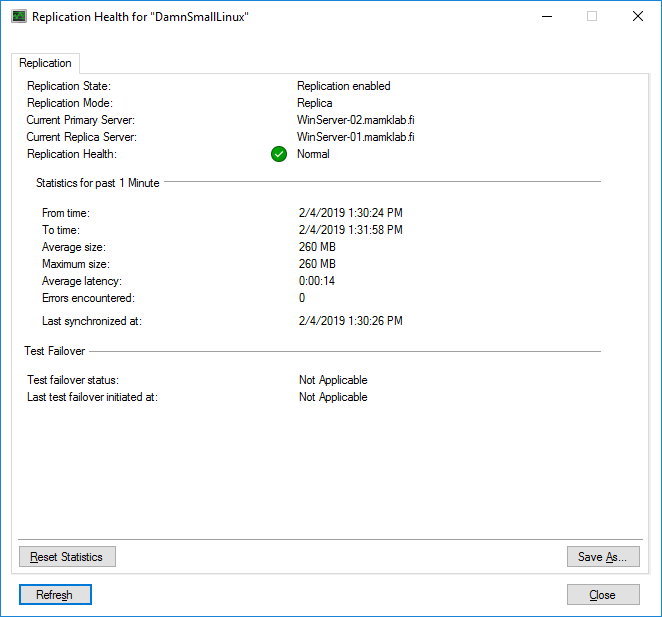 Replication Health for "DamnSmallLinux"
Replication
Replication State: Replication enabled
Replication Mode: Replica
Current Primary Server: WinServer-02.mamklab.fi
Current Replica Server: WinServer-01.mamklab.fi
Replication Health: Normal
Statistics for past 1 Minute
From time: 2/4/2019 1:30:24 PM
To time: 2/4/2019 1:31:58 PM
Average size: 260 MB
Maximum size: 260 MB
Average latency: 0:00:14
Errors encountered: 0
Last synchronized at: 2/4/2019 1:30:26 PM
Test Failover
Test failover status: Not Applicable
Last test failover initiated at: Not Applicable
Reset Statistics Save As...
Refresh Close